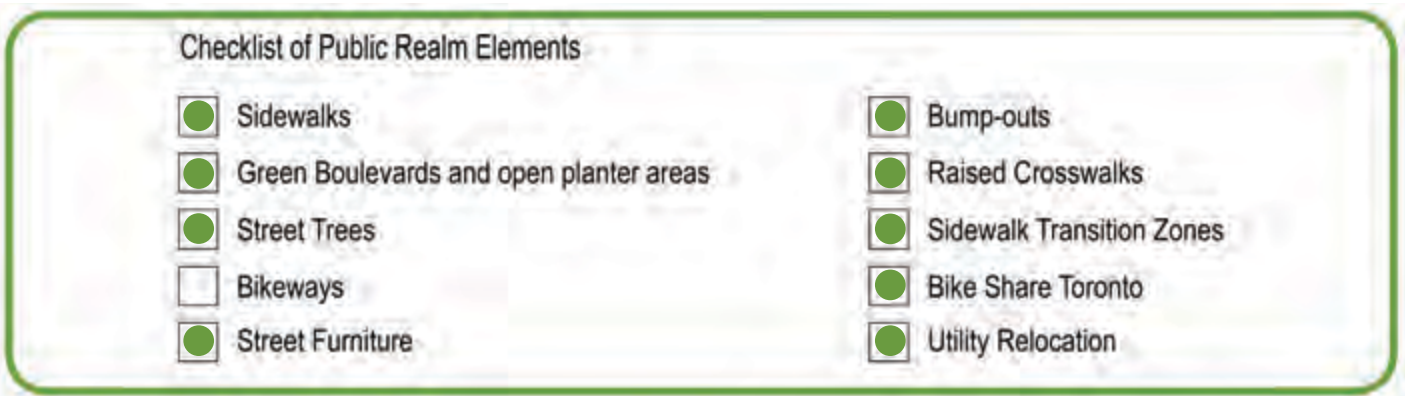 Checklist of Public Realm Elements
Sidewalks
Green Boulevards and open planter areas
Street Trees
Bikeways
Street Furniture
Bump-outs
Raised Crosswalks
Sidewalk Transition Zones
Bike Share Toronto
Utility Relocation